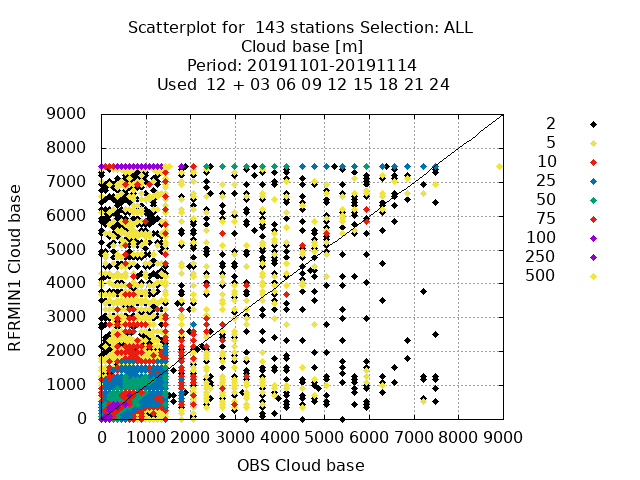 Scatterplot for  143 stations Selection: ALL
Cloud base [m]
Period: 20191101-20191114
Used  12 + 03 06 09 12 15 18 21 24
9000
8000
7000
6000
5000
4000
3000
2000
1000
0
RFRMIN1 Cloud base
0 1000 2000 3000 4000 5000 6000 7000 8000 9000
OBS Cloud base
2
5
10
25
50
75
100
250
500